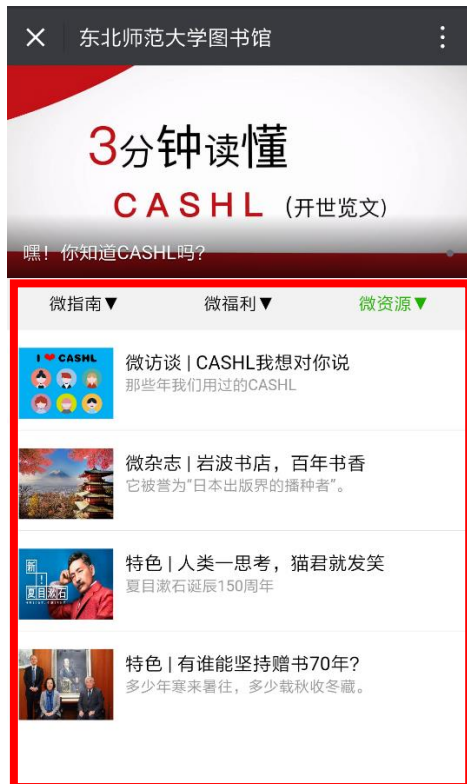 东北师范大学图书馆
3分钟读懂
CASHL (开世览文)
嘿！你知道CASHL吗?
微指南▼ 微福利▼ 微资源▼
I ❤ CASHL
微访谈 | CASHL我想对你说
那些年我们用过的CASHL
微杂志 | 岩波书店，百年书香
它被誉为“日本出版界的播种者”。
特色 | 人类一思考，猫君就发笑
夏目漱石诞辰150周年
新
！
夏目漱石
特色 | 有谁能坚持赠书70年?
多少年寒来暑往，多少载秋收冬藏。